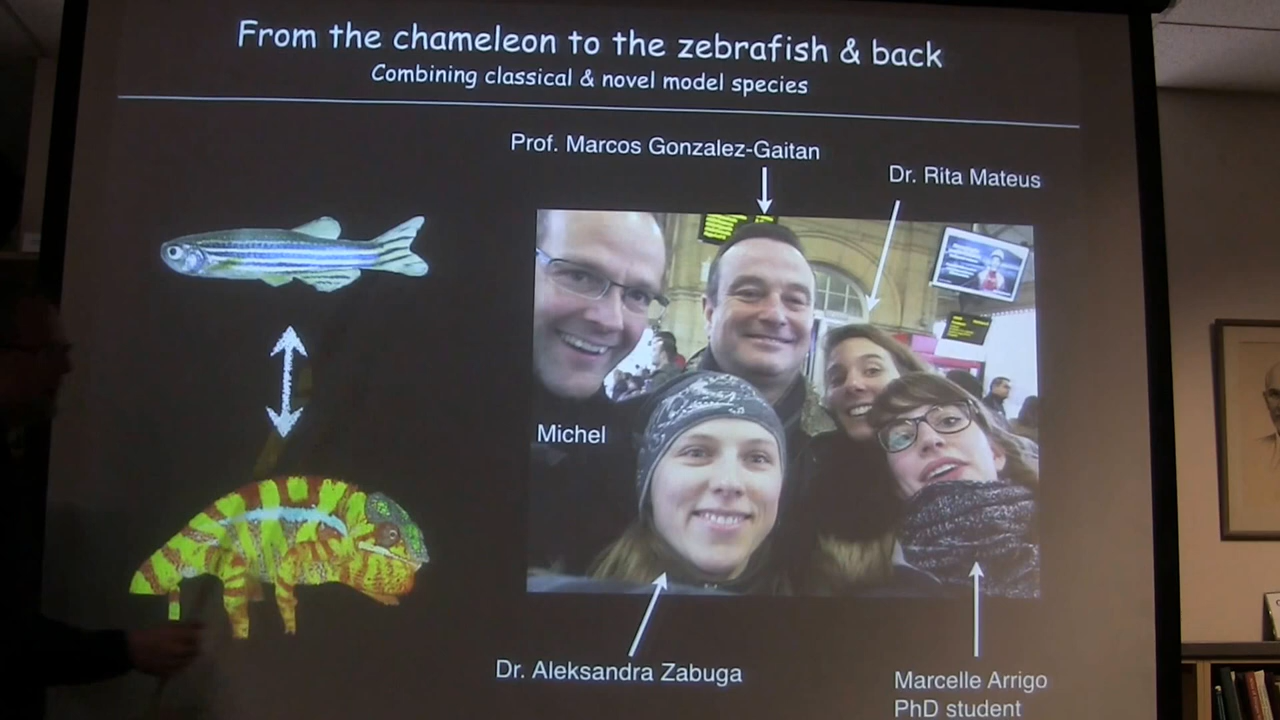 From the chameleon to the zebrafish & back
Combining classical & novel model species
Prof. Marcos Gonzalez-Gaitan
Dr. Rita Mateus
Michel
Dr. Aleksandra Zabuga
Marcelle Arrigo
PhD student